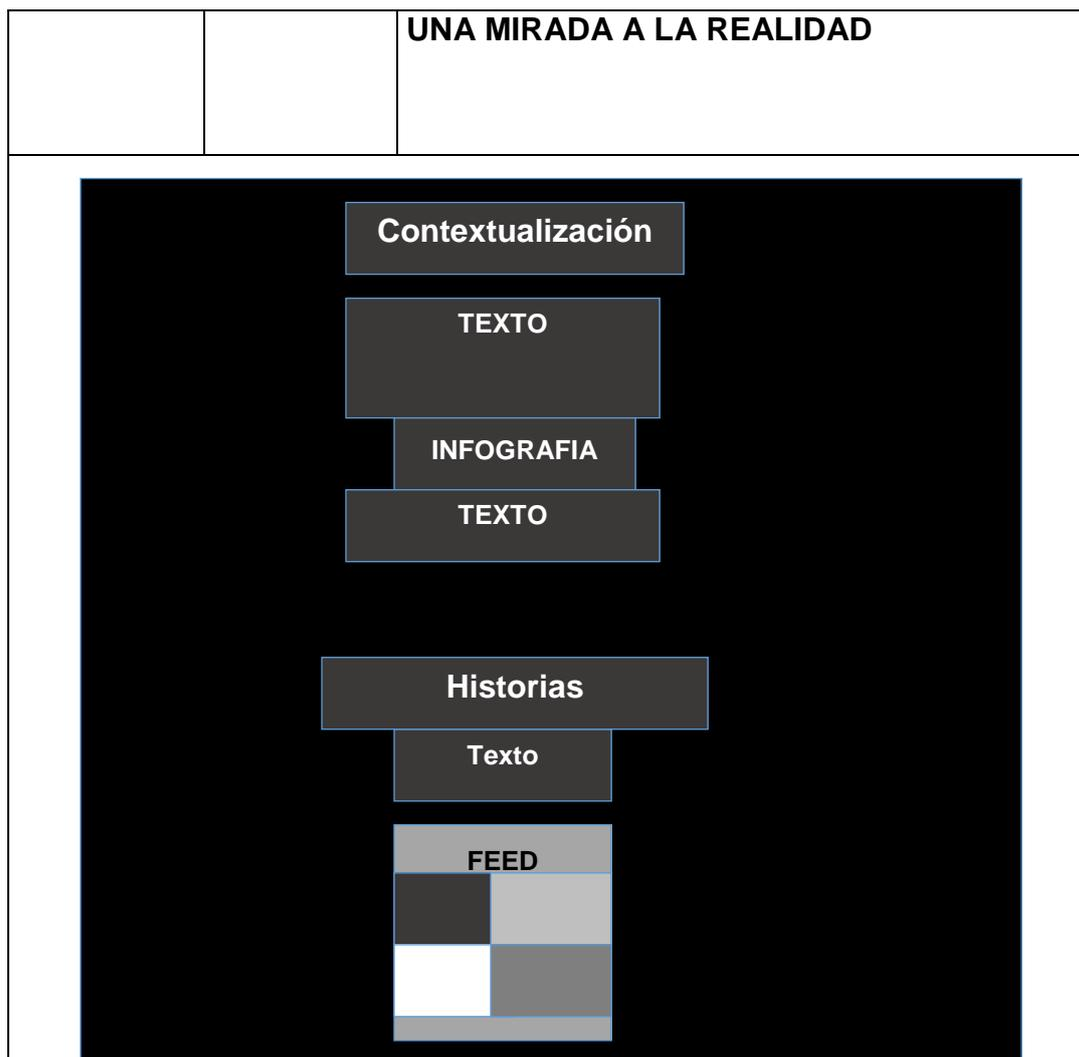 UNA MIRADA A LA REALIDAD
Contextualización
TEXTO
INFOGRAFIA
TEXTO
Historias
Texto
FEED